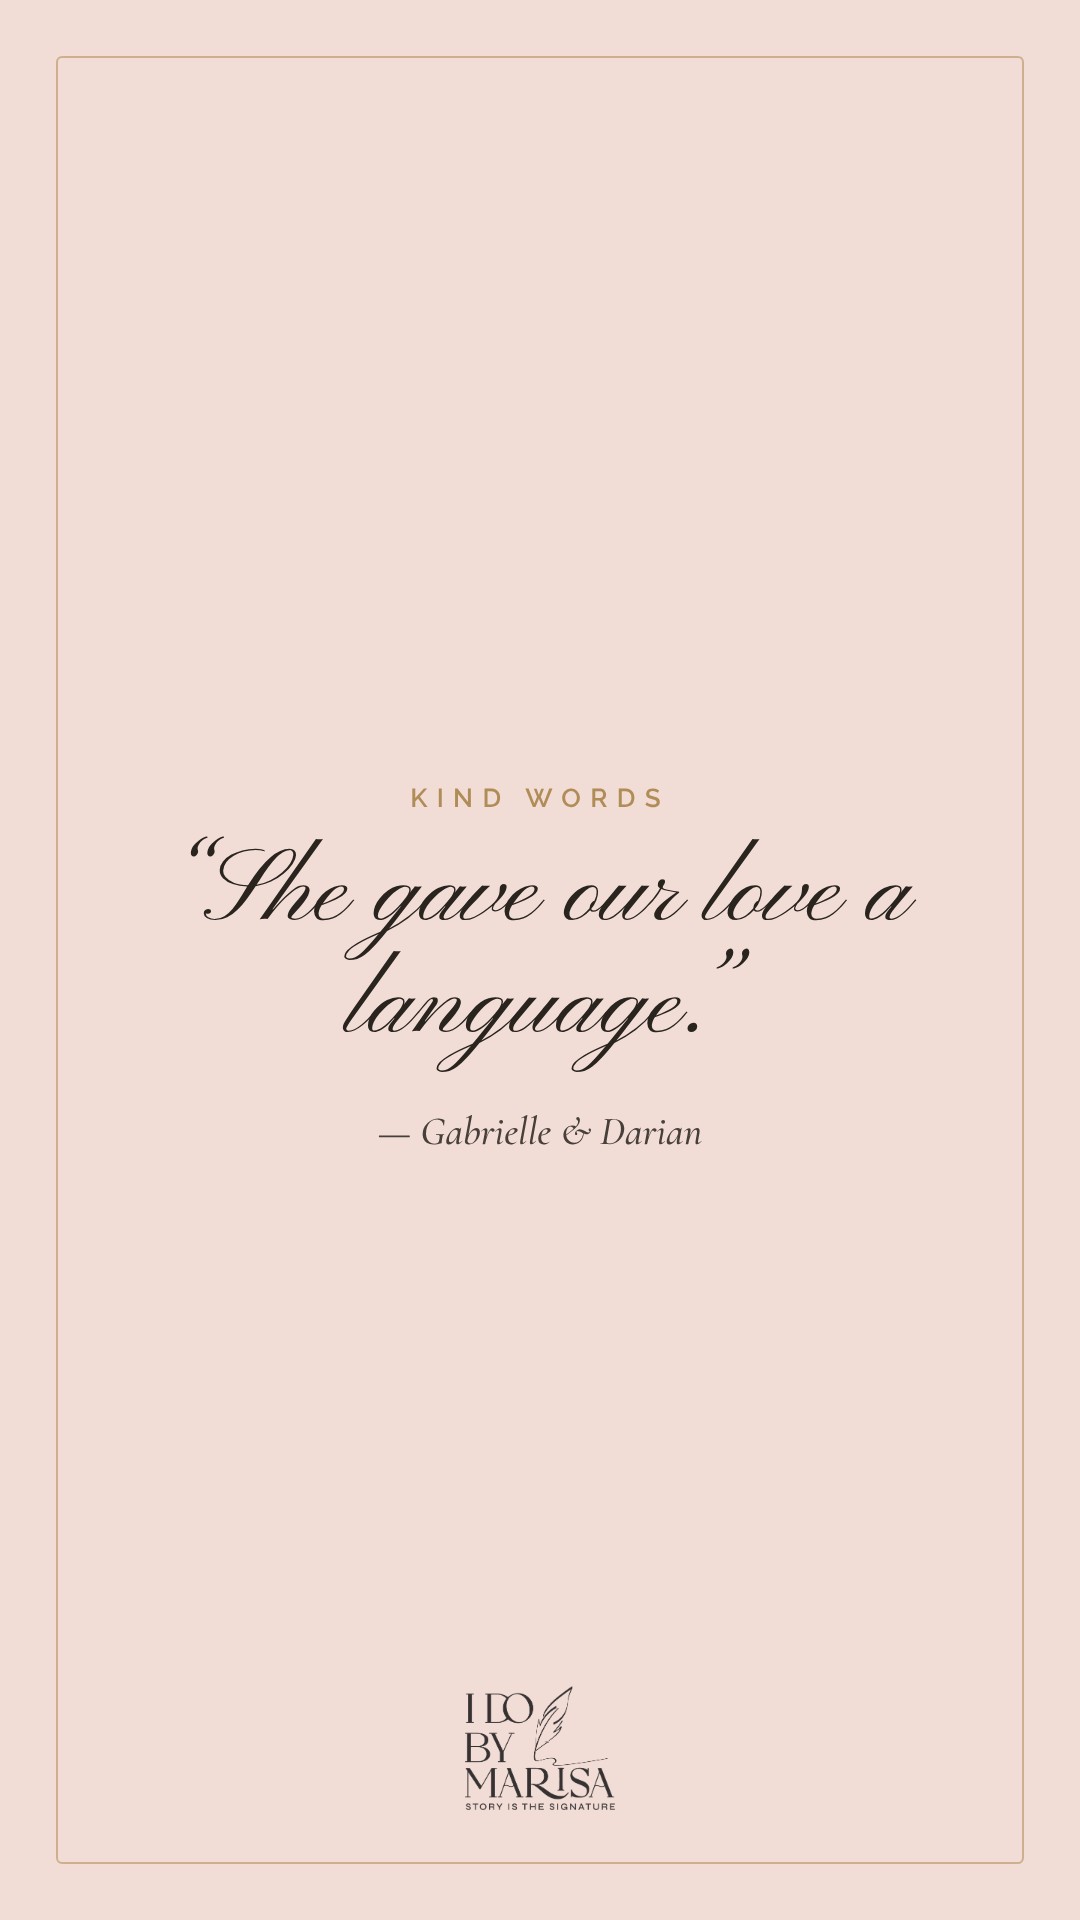 KIND WORDS
“She gave our love a
language.”
— Gabrielle & Darian
I DO
BY
MARISA
STORY IS THE SIGNATURE